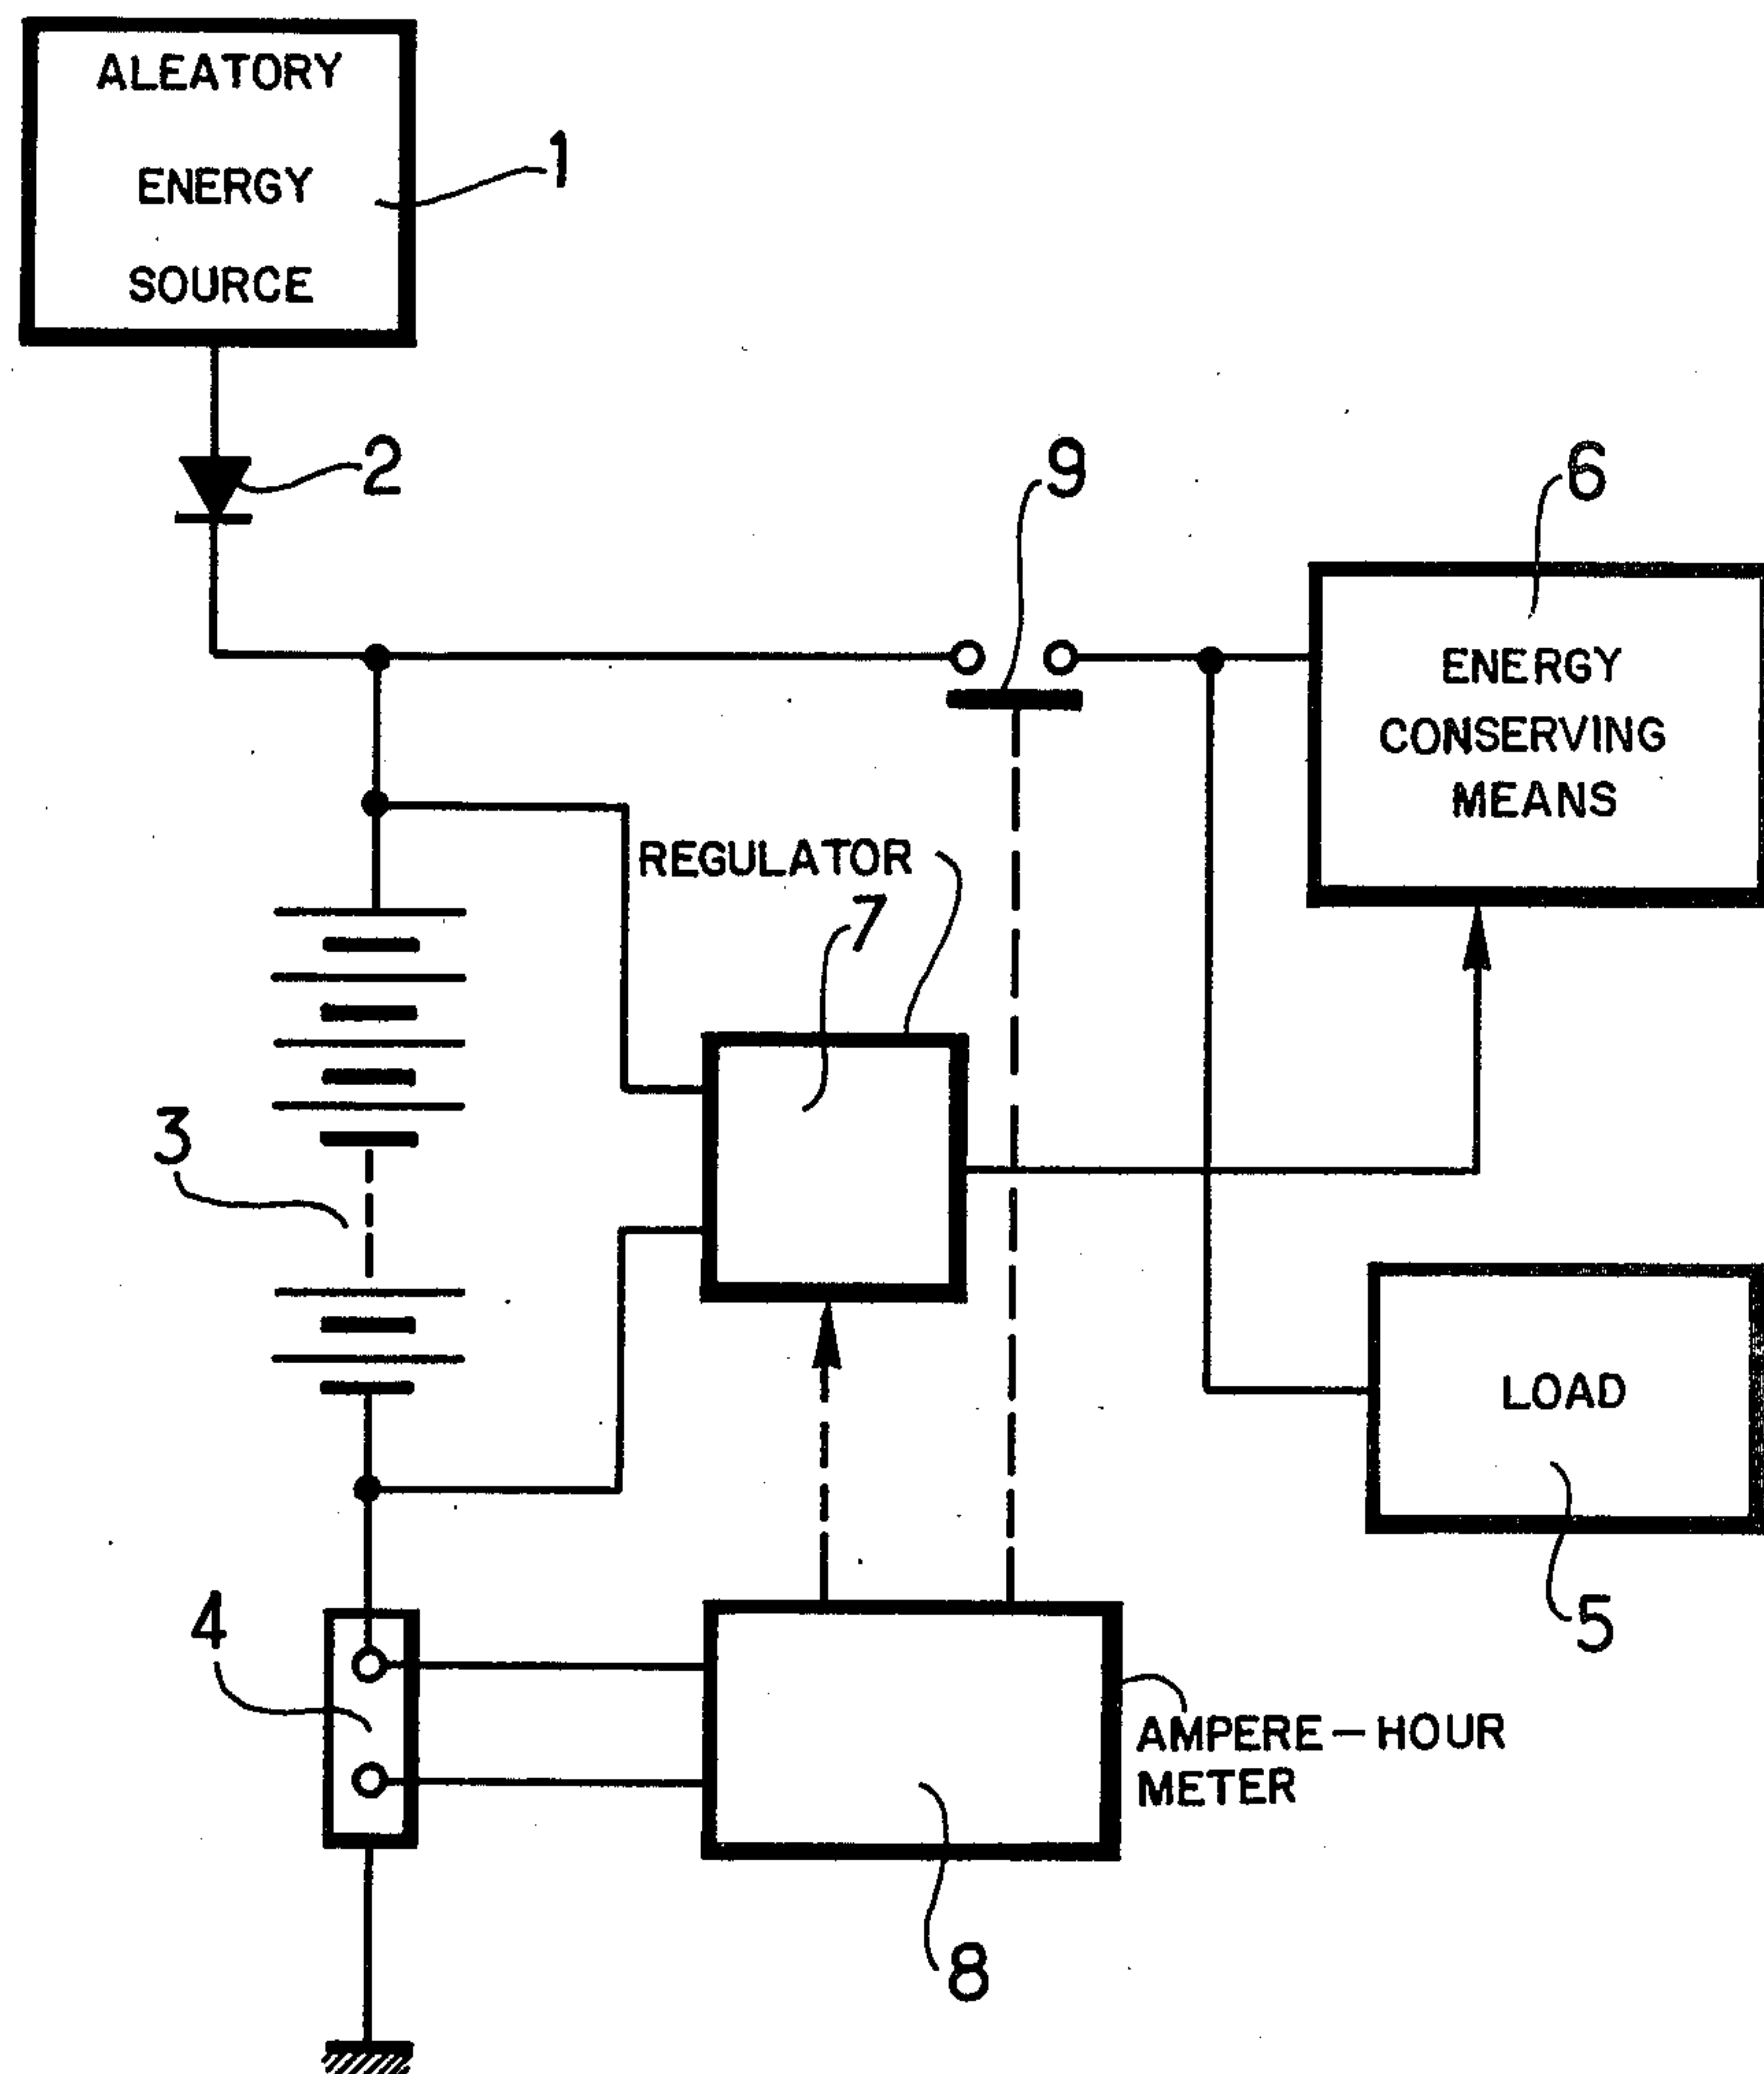 ALEATORY
ENERGY
SOURCE
1
2
9
6
ENERGY
CONSERVING
MEANS
REGULATOR
7
3
LOAD
5
4
AMPERE—HOUR
METER
8